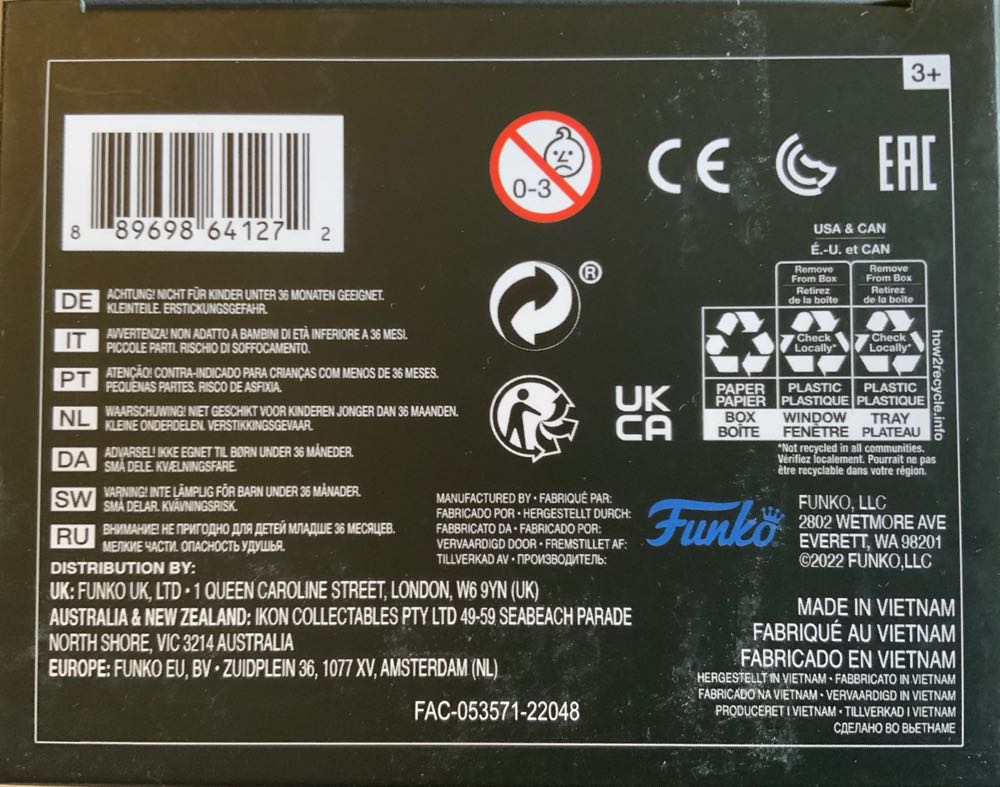 3+
8 89698 64127 2
0-3
CE
EAC
USA & CAN
É.-U. et CAN
Remove From Box
Retirez de la boîte
Remove From Box
Retirez de la boîte
Check Locally*
Check Locally*
PAPER PAPIER
PLASTIC PLASTIQUE
PLASTIC PLASTIQUE
BOX BOÎTE
WINDOW FENÊTRE
TRAY PLATEAU
how2recycle.info
*Not recycled in all communities.
Vérifiez localement. Pourrait ne pas
être recyclable dans votre région.
®
UK
CA
DE ACHTUNG! NICHT FÜR KINDER UNTER 36 MONATEN GEEIGNET.
KLEINTEILE. ERSTICKUNGSGEFAHR.
IT AVVERTENZA! NON ADATTO A BAMBINI DI ETÀ INFERIORE A 36 MESI.
PICCOLE PARTI. RISCHIO DI SOFFOCAMENTO.
PT ATENÇÃO! CONTRA-INDICADO PARA CRIANÇAS COM MENOS DE 36 MESES.
PEQUENAS PARTES. RISCO DE ASFIXIA.
NL WAARSCHUWING! NIET GESCHIKT VOOR KINDEREN JONGER DAN 36 MAANDEN.
KLEINE ONDERDELEN. VERSTIKKINGSGEVAAR.
DA ADVARSEL! IKKE EGNET TIL BØRN UNDER 36 MÅNEDER.
SMÅ DELE. KVÆLNINGSFARE.
SW VARNING! INTE LÄMPLIG FÖR BARN UNDER 36 MÅNADER.
SMÅ DELAR. KVÄVNINGSRISK.
RU ВНИМАНИЕ! НЕ ПРИГОДНО ДЛЯ ДЕТЕЙ МЛАДШЕ 36 МЕСЯЦЕВ.
МЕЛКИЕ ЧАСТИ. ОПАСНОСТЬ УДУШЬЯ.
MANUFACTURED BY • FABRIQUÉ PAR:
FABRICADO POR • HERGESTELLT DURCH:
FABBRICATO DA • FABRICADO POR:
VERVAARDIGD DOOR • FREMSTILLET AF:
TILLVERKAD AV • ПРОИЗВОДИТЕЛЬ:
Funko
FUNKO, LLC
2802 WETMORE AVE
EVERETT, WA 98201
©2022 FUNKO,LLC
DISTRIBUTION BY:
UK: FUNKO UK, LTD • 1 QUEEN CAROLINE STREET, LONDON, W6 9YN (UK)
AUSTRALIA & NEW ZEALAND: IKON COLLECTABLES PTY LTD 49-59 SEABEACH PARADE
NORTH SHORE, VIC 3214 AUSTRALIA
EUROPE: FUNKO EU, BV • ZUIDPLEIN 36, 1077 XV, AMSTERDAM (NL)
FAC-053571-22048
MADE IN VIETNAM
FABRIQUÉ AU VIETNAM
FABRICADO EN VIETNAM
HERGESTELLT IN VIETNAM • FABBRICATO IN VIETNAM
FABRICADO NA VIETNAM • VERVAARDIGD IN VIETNAM
PRODUCERET I VIETNAM • TILLVERKAD I VIETNAM
СДЕЛАНО ВО ВЬЕТНАМЕ